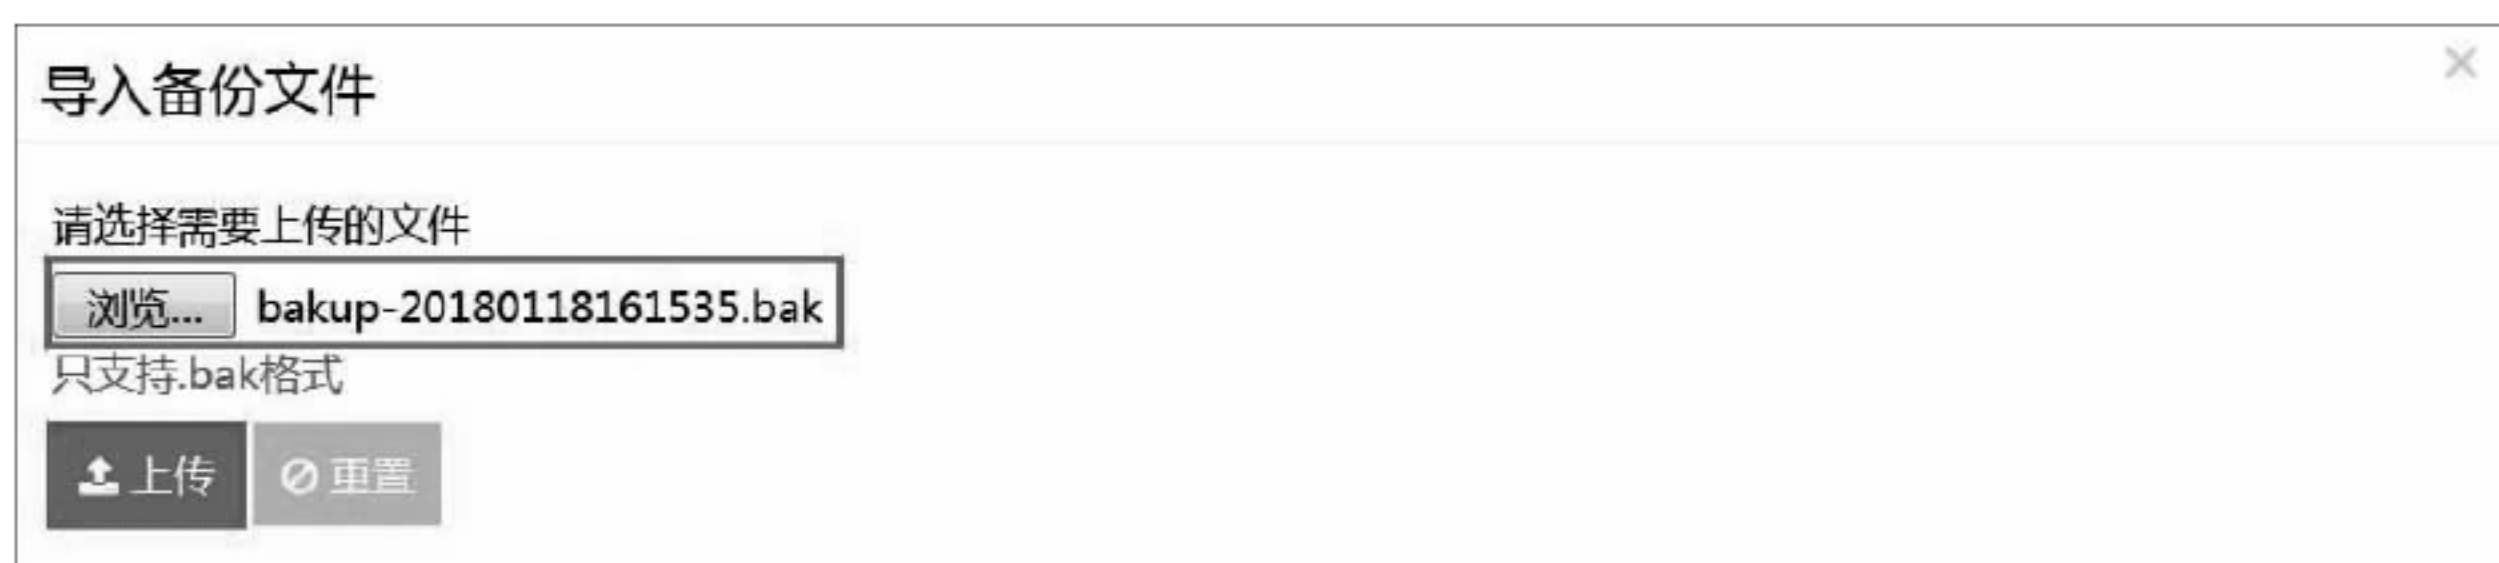 导入备份文件
请选择需要上传的文件
浏览... bakup-20180118161535.bak
只支持.bak格式
上传 重置